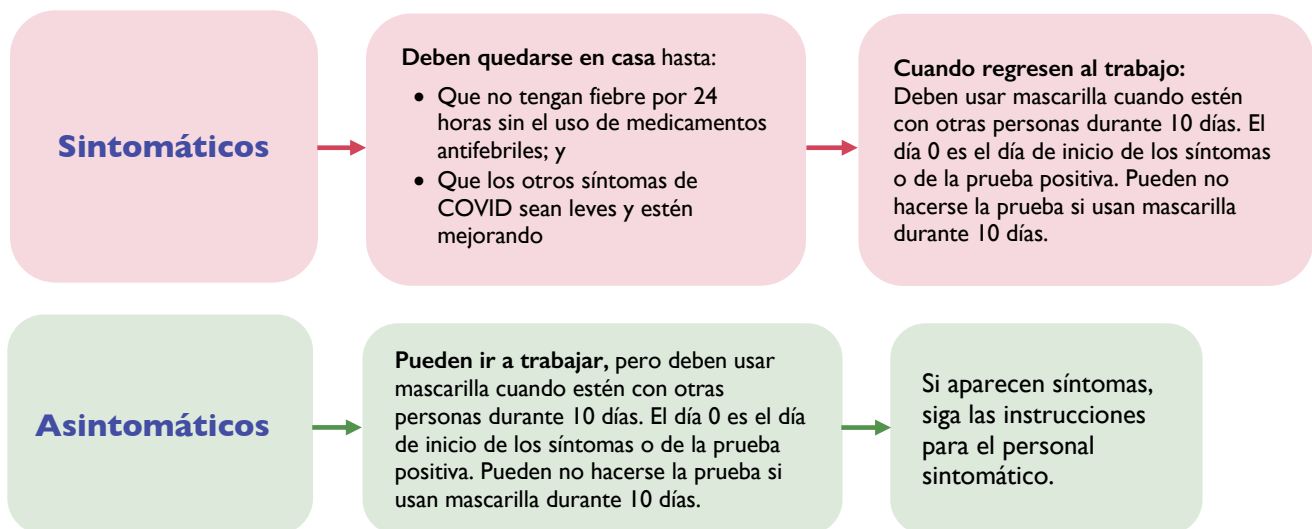 Sintomáticos
Deben quedarse en casa hasta:
• Que no tengan fiebre por 24
horas sin el uso de medicamentos
antifebriles; y
• Que los otros síntomas de
COVID sean leves y estén
mejorando
Cuando regresen al trabajo:
Deben usar mascarilla cuando estén
con otras personas durante 10 días. El
día 0 es el día de inicio de los síntomas
o de la prueba positiva. Pueden no
hacerse la prueba si usan mascarilla
durante 10 días.
Asintomáticos
Pueden ir a trabajar, pero deben usar
mascarilla cuando estén con otras
personas durante 10 días. El día 0 es el día
de inicio de los síntomas o de la prueba
positiva. Pueden no hacerse la prueba si
usan mascarilla durante 10 días.
Si aparecen síntomas,
siga las instrucciones
para el personal
sintomático.